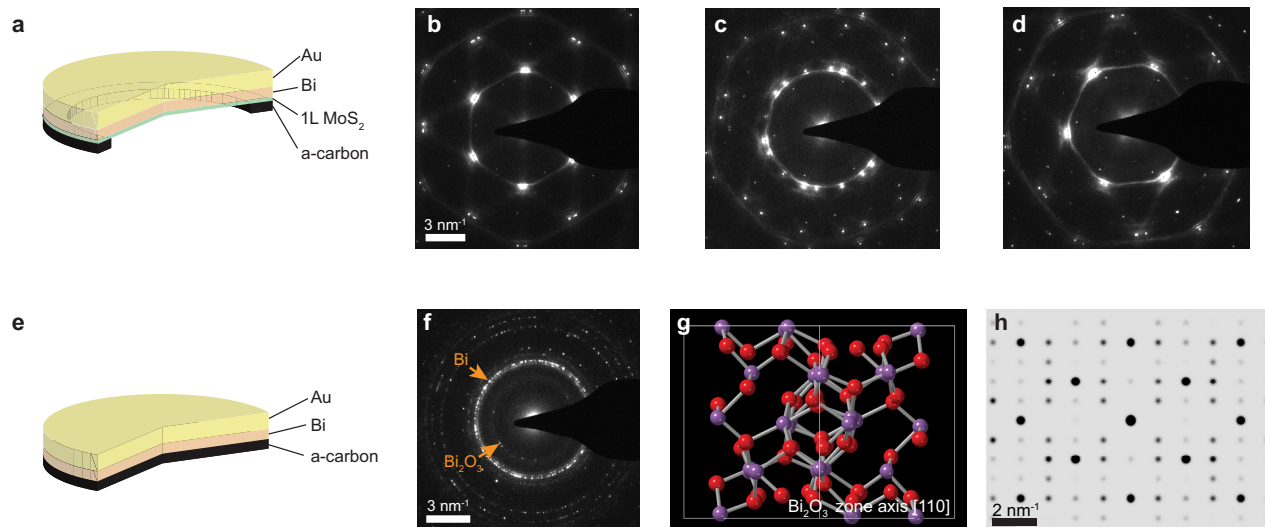 a
Au
Bi
1L MoS₂
a-carbon
b
3 nm⁻¹
c
d
e
Au
Bi
a-carbon
f
Bi
Bi₂O₃
3 nm⁻¹
g
Bi₂O₃ zone axis [110]
h
2 nm⁻¹